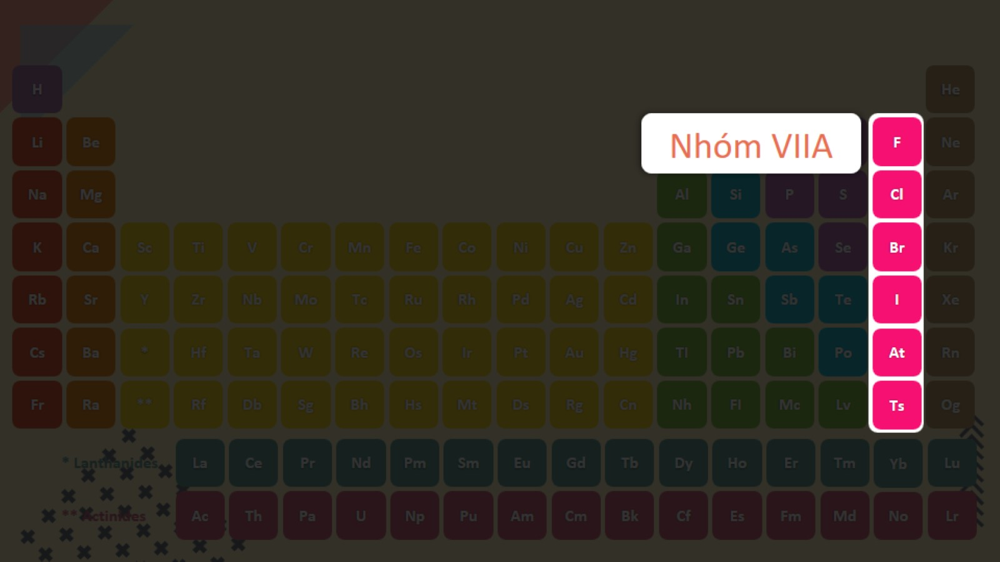 H He
Li Be Nhóm VIIA F Ne
Na Mg Al Si P S Cl Ar
K Ca Sc Ti V Cr Mn Fe Co Ni Cu Zn Ga Ge As Se Br Kr
Rb Sr Y Zr Nb Mo Tc Ru Rh Pd Ag Cd In Sn Sb Te I Xe
Cs Ba * Hf Ta W Re Os Ir Pt Au Hg Tl Pb Bi Po At Rn
Fr Ra ** Rf Db Sg Bh Hs Mt Ds Rg Cn Nh Fl Mc Lv Ts Og
* Lanthanides La Ce Pr Nd Pm Sm Eu Gd Tb Dy Ho Er Tm Yb Lu
** Actinides Ac Th Pa U Np Pu Am Cm Bk Cf Es Fm Md No Lr